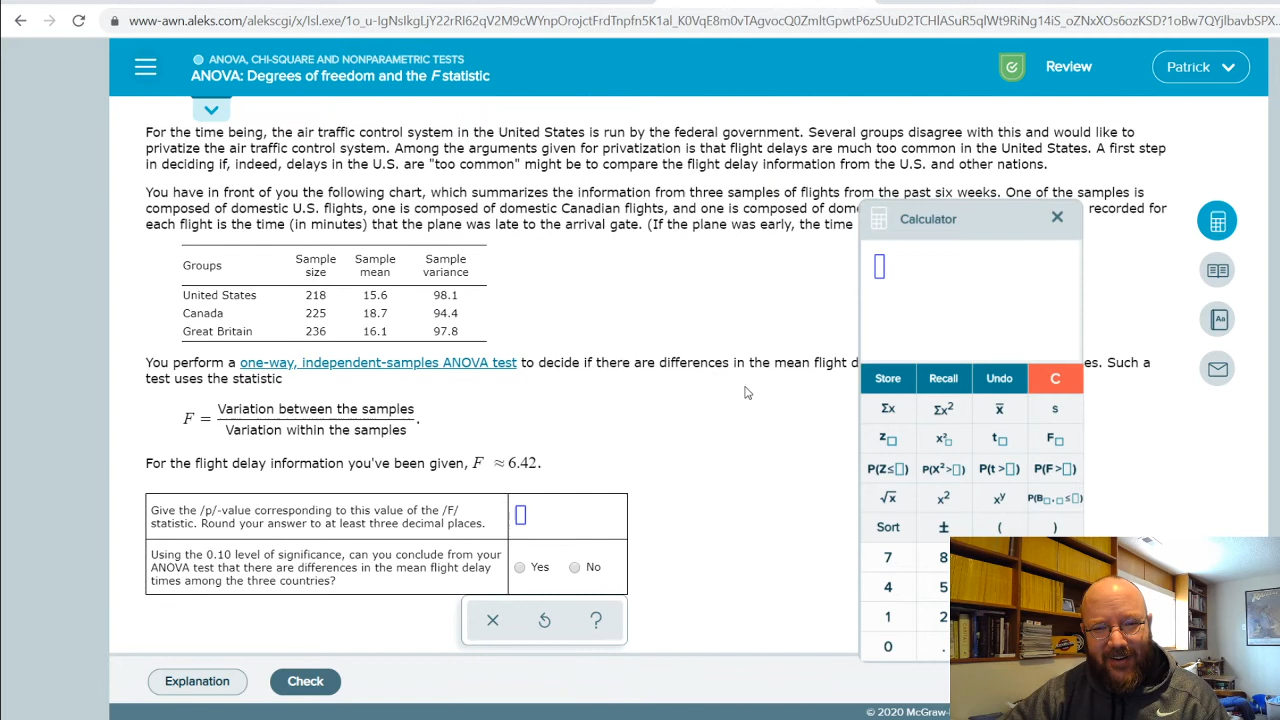 www-awn.aleks.com/alekscgi/x/Isl.exe/1o_u-IgNsIkgLjY22rRI62qV2M9cWYnpOrojctFrdTnpfn5K1al_K0VqE8m0vTAgvocQ0ZmltGpwtP6zSUuD2TCHlASuR5qlWt9RiNg14iS_oZNxXOs6ozKSD?1oBw7QYjlbavbSPX...
ANOVA, CHI-SQUARE AND NONPARAMETRIC TESTS
ANOVA: Degrees of freedom and the F statistic
Review
Patrick
For the time being, the air traffic control system in the United States is run by the federal government. Several groups disagree with this and would like to
privatize the air traffic control system. Among the arguments given for privatization is that flight delays are much too common in the United States. A first step
in deciding if, indeed, delays in the U.S. are "too common" might be to compare the flight delay information from the U.S. and other nations.
You have in front of you the following chart, which summarizes the information from three samples of flights from the past six weeks. One of the samples is
composed of domestic U.S. flights, one is composed of domestic Canadian flights, and one is composed of dome recorded for
each flight is the time (in minutes) that the plane was late to the arrival gate. (If the plane was early, the time
Groups Sample size Sample mean Sample variance
United States 218 15.6 98.1
Canada 225 18.7 94.4
Great Britain 236 16.1 97.8
You perform a one-way, independent-samples ANOVA test to decide if there are differences in the mean flight d es. Such a
test uses the statistic
F = Variation between the samples
Variation within the samples .
For the flight delay information you've been given, F ≈ 6.42.
Give the /p/-value corresponding to this value of the /F/
statistic. Round your answer to at least three decimal places.
Using the 0.10 level of significance, can you conclude from your
ANOVA test that there are differences in the mean flight delay
times among the three countries?
Yes No
× ?
Explanation Check
Calculator ×
Store Recall Undo C
Σx Σx² x̄ s
z□ x²□ t□ F□
P(Z≤□) P(X²>□) P(t >□) P(F>□)
√x x² xʸ P(B□,□≤□)
Sort ± ( )
7 8
4 5
1 2
0 .
© 2020 McGraw-